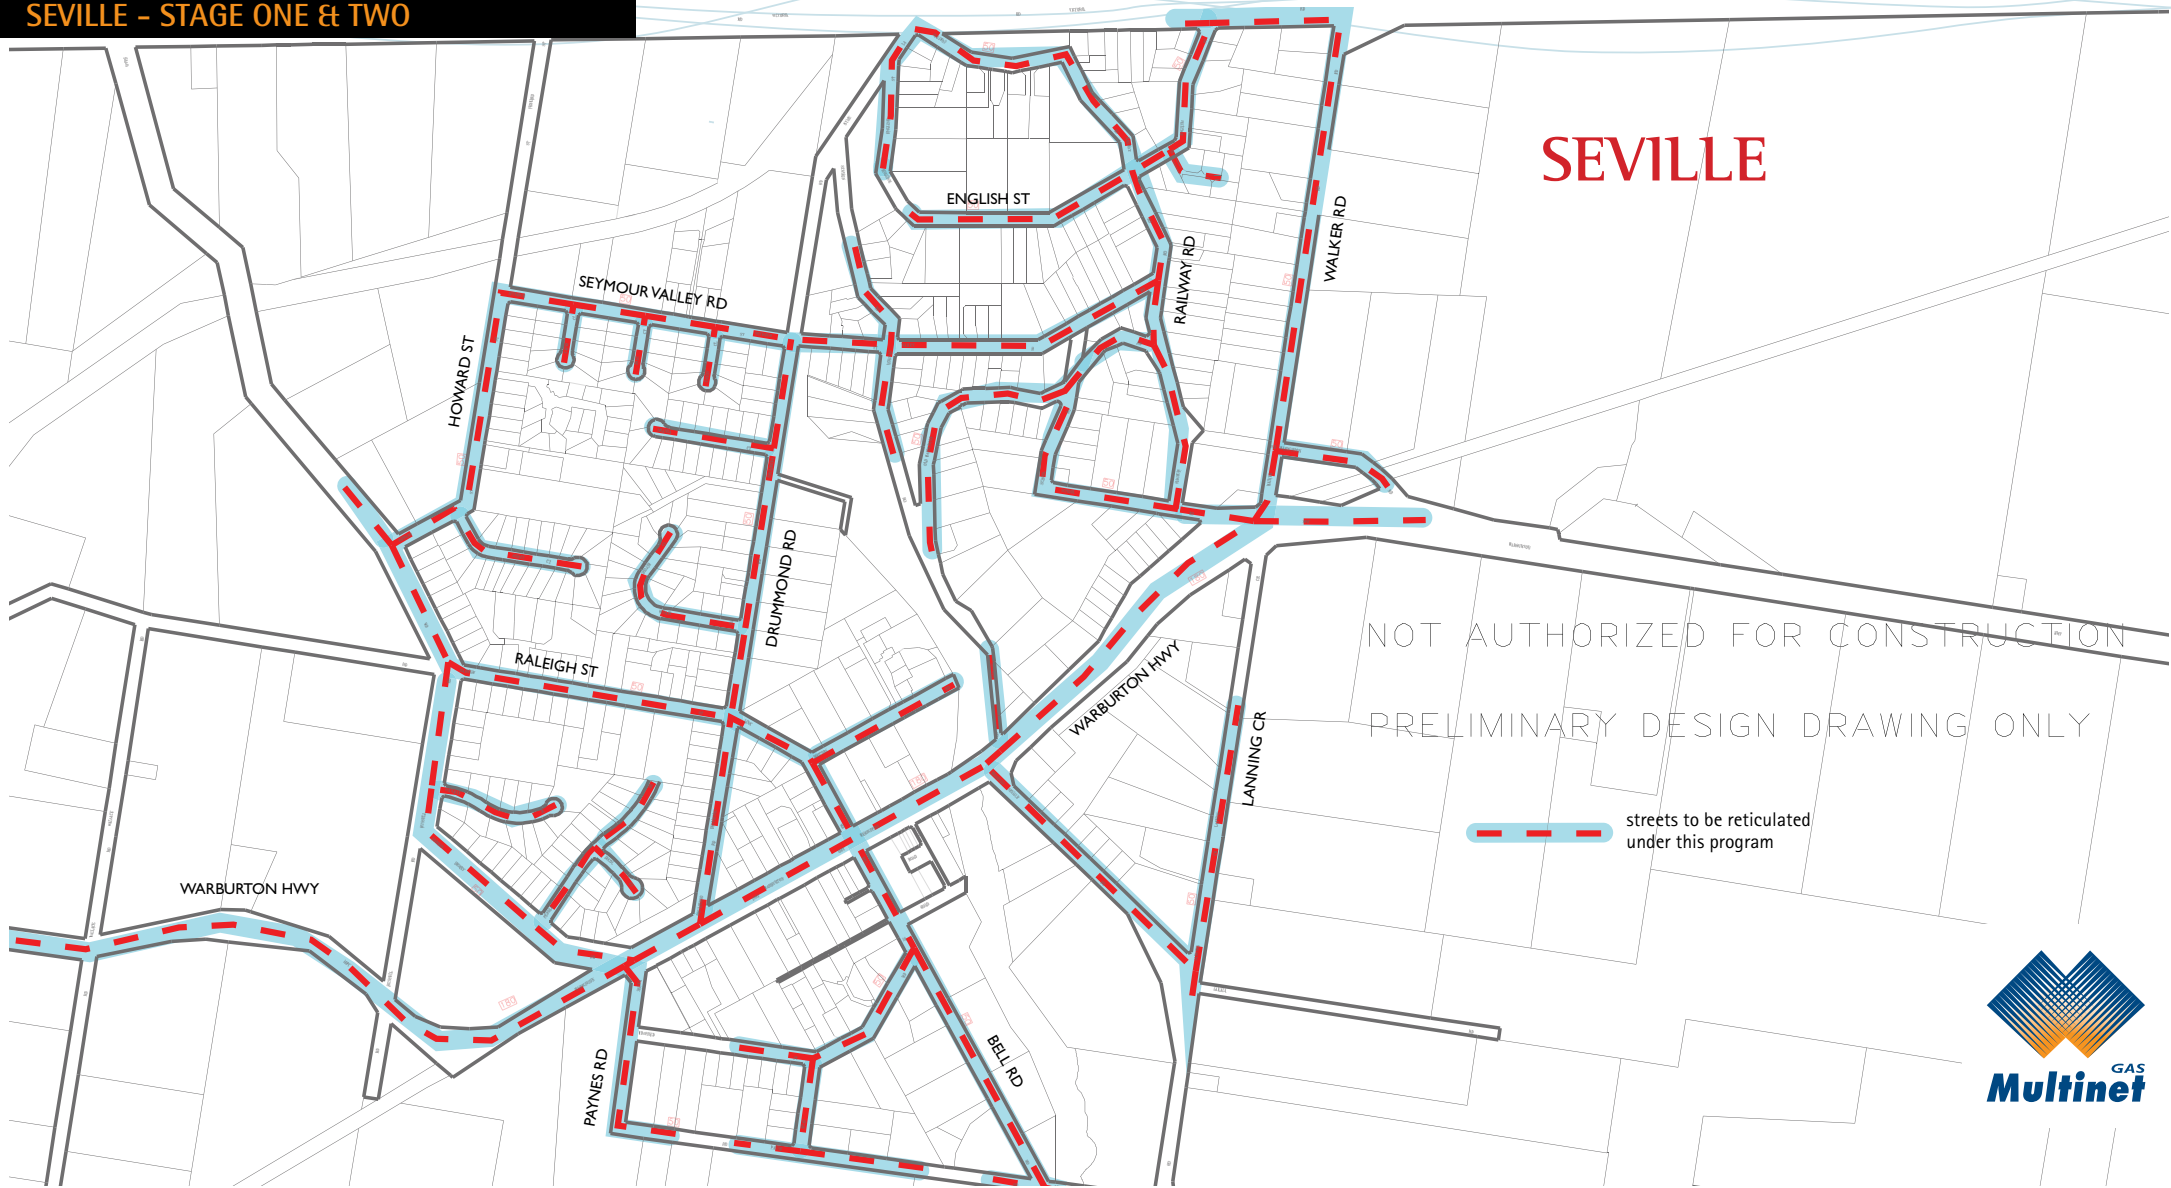 SEVILLE – STAGE ONE & TWO
SEVILLE
ENGLISH ST
SEYMOUR VALLEY RD
RAILWAY RD
WALKER RD
HOWARD ST
DRUMMOND RD
RALEIGH ST
WARBURTON HWY
LANNING CR
NOT AUTHORIZED FOR CONSTRUCTION
PRELIMINARY DESIGN DRAWING ONLY
streets to be reticulated
under this program
WARBURTON HWY
PAYNES RD
BELL RD
GAS
Multinet